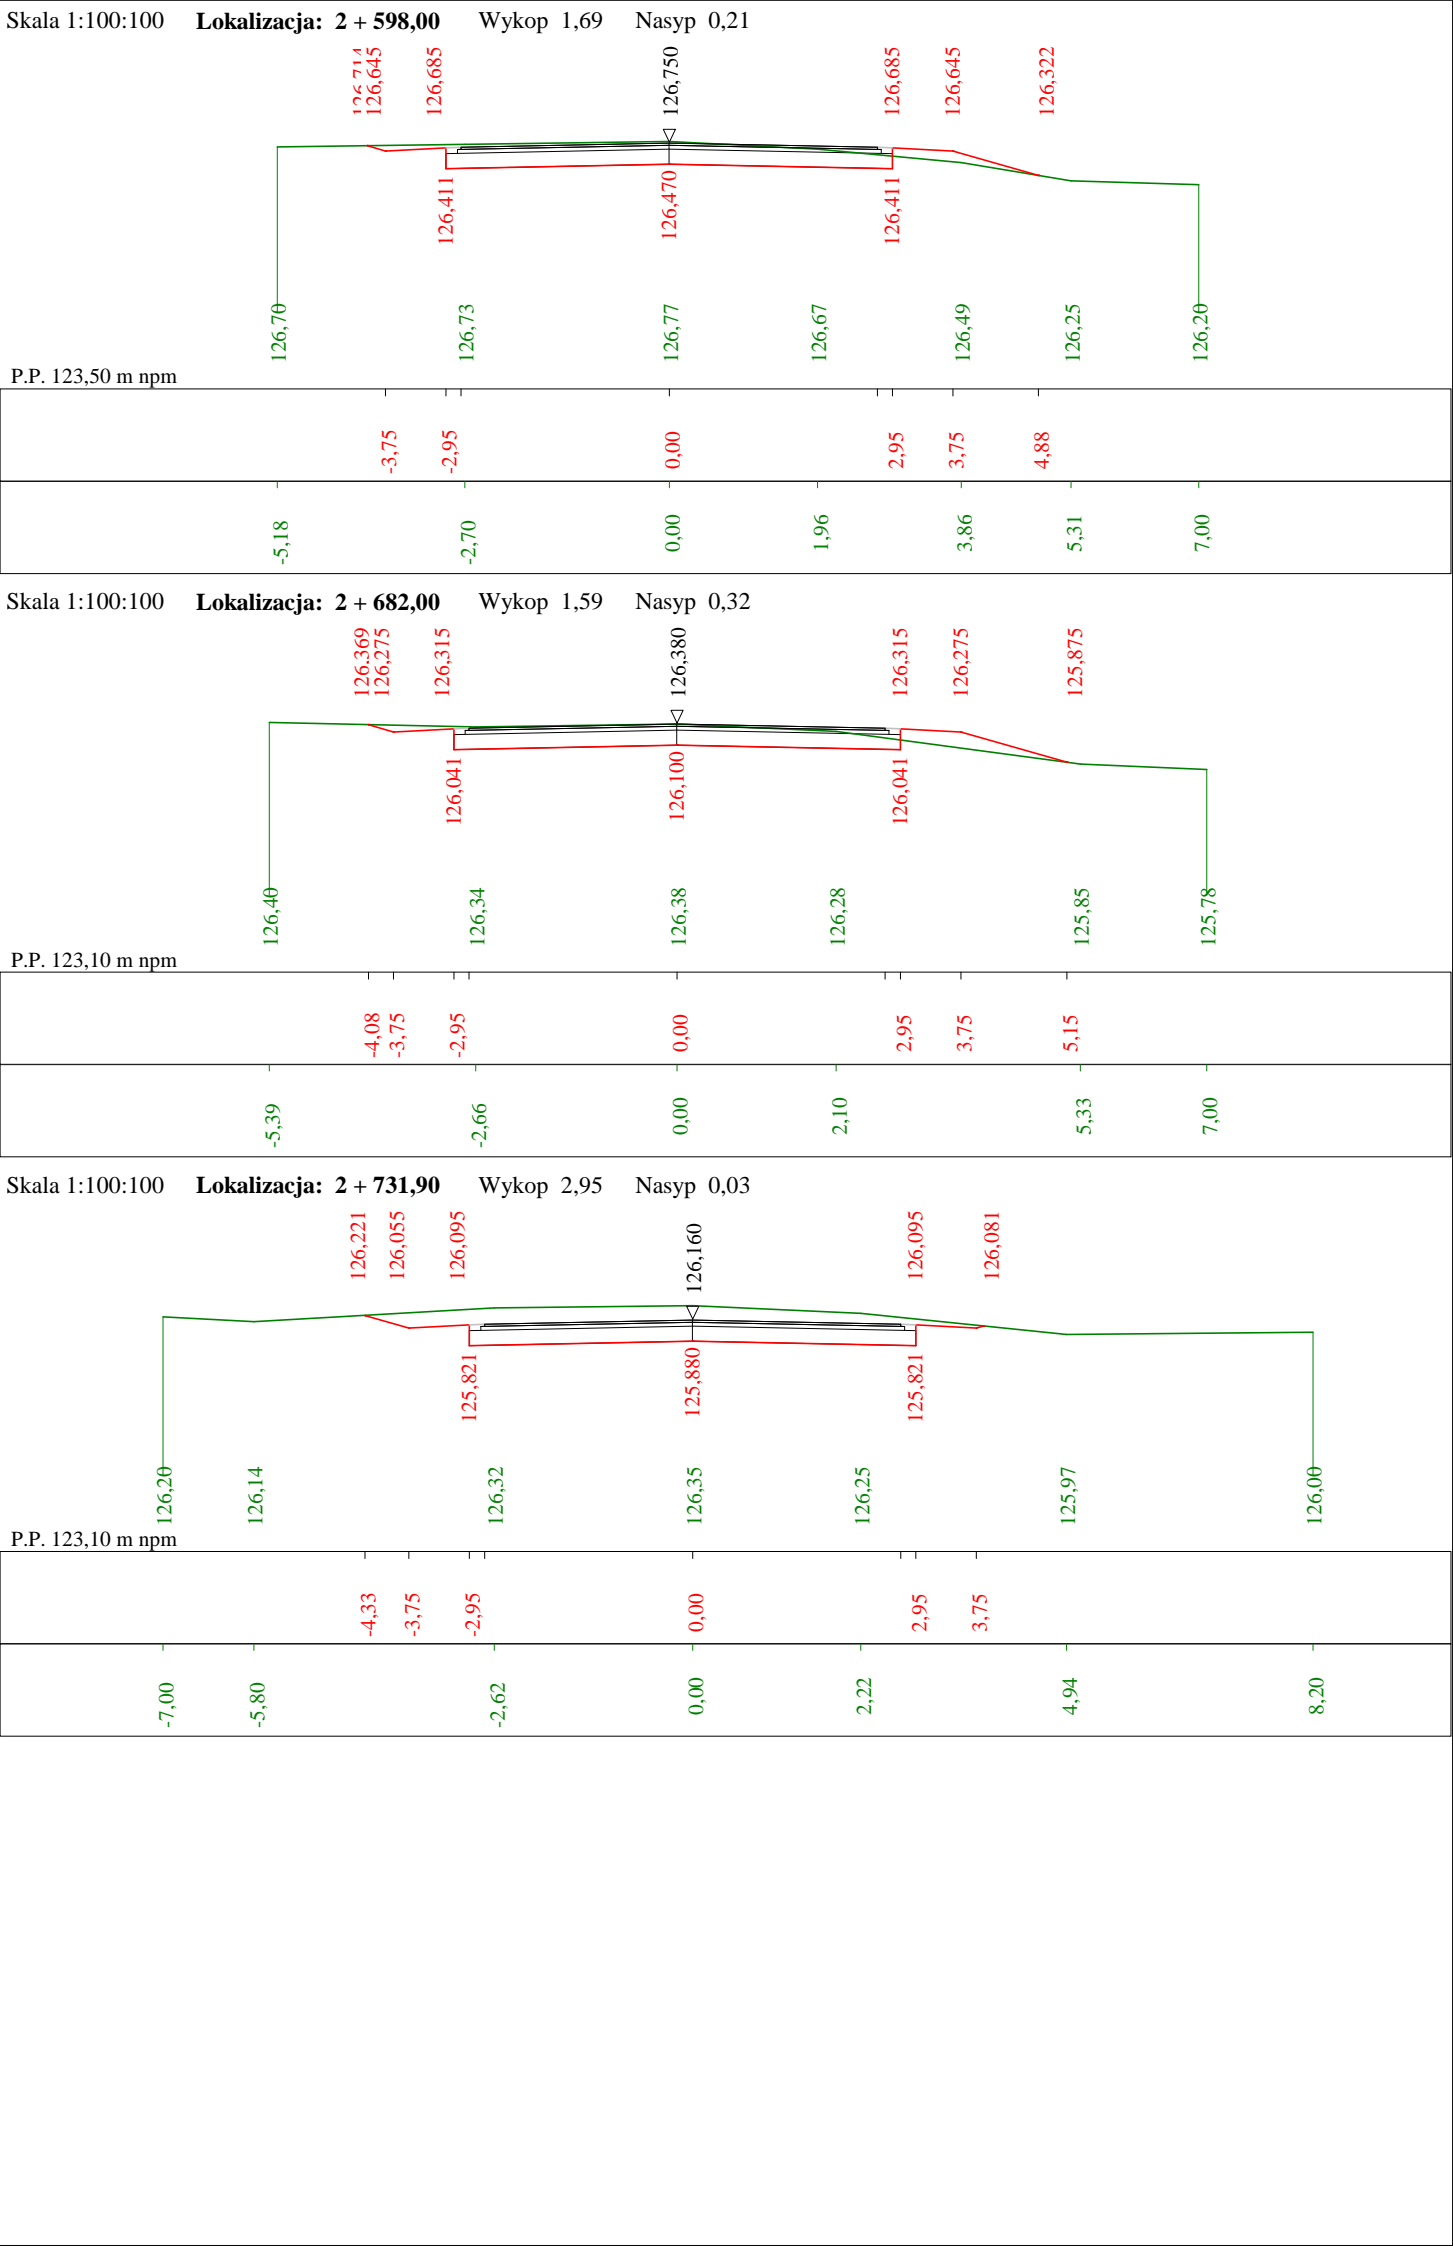 Skala 1:100:100 Lokalizacja: 2 + 598,00 Wykop 1,69 Nasyp 0,21
126,645 126,685 126,750 126,685 126,645 126,322
126,411 126,470 126,411
126,70 126,73 126,77 126,67 126,49 126,25 126,20
P.P. 123,50 m npm
-3,75 -2,95 0,00 2,95 3,75 4,88
-5,18 -2,70 0,00 1,96 3,86 5,31 7,00
Skala 1:100:100 Lokalizacja: 2 + 682,00 Wykop 1,59 Nasyp 0,32
126,369 126,275 126,315 126,380 126,315 126,275 125,875
126,041 126,100 126,041
126,40 126,34 126,38 126,28 125,85 125,78
P.P. 123,10 m npm
-4,08 -3,75 -2,95 0,00 2,95 3,75 5,15
-5,39 -2,66 0,00 2,10 5,33 7,00
Skala 1:100:100 Lokalizacja: 2 + 731,90 Wykop 2,95 Nasyp 0,03
126,221 126,055 126,095 126,160 126,095 126,081
125,821 125,880 125,821
126,20 126,14 126,32 126,35 126,25 125,97 126,00
P.P. 123,10 m npm
-4,33 -3,75 -2,95 0,00 2,95 3,75
-7,00 -5,80 -2,62 0,00 2,22 4,94 8,20